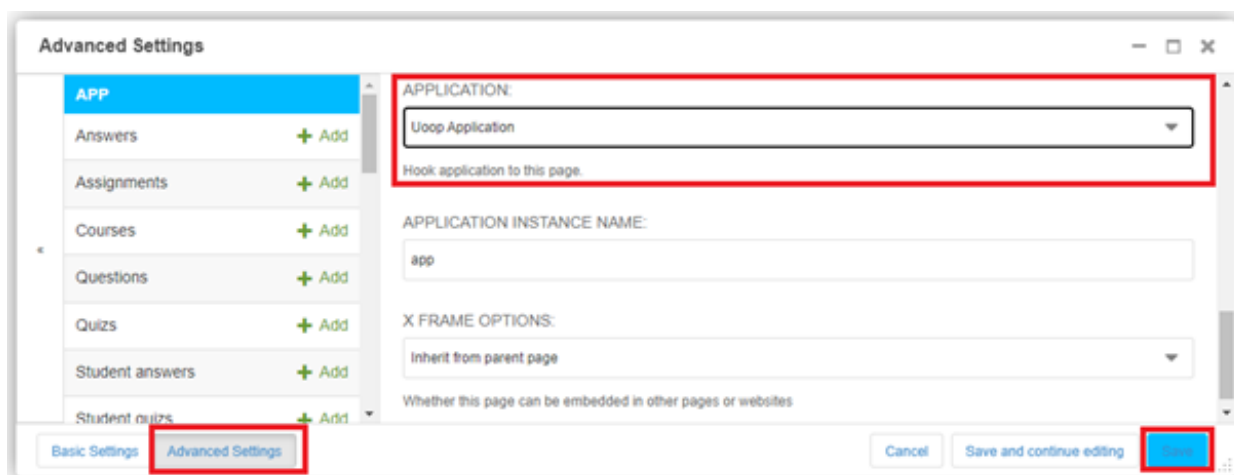 Advanced Settings
APP
Answers + Add
Assignments + Add
Courses + Add
Questions + Add
Quizs + Add
Student answers + Add
Student quizs + Add
APPLICATION:
Uoop Application
Hook application to this page.
APPLICATION INSTANCE NAME:
app
X FRAME OPTIONS:
Inherit from parent page
Whether this page can be embedded in other pages or websites
Basic Settings Advanced Settings Cancel Save and continue editing Save